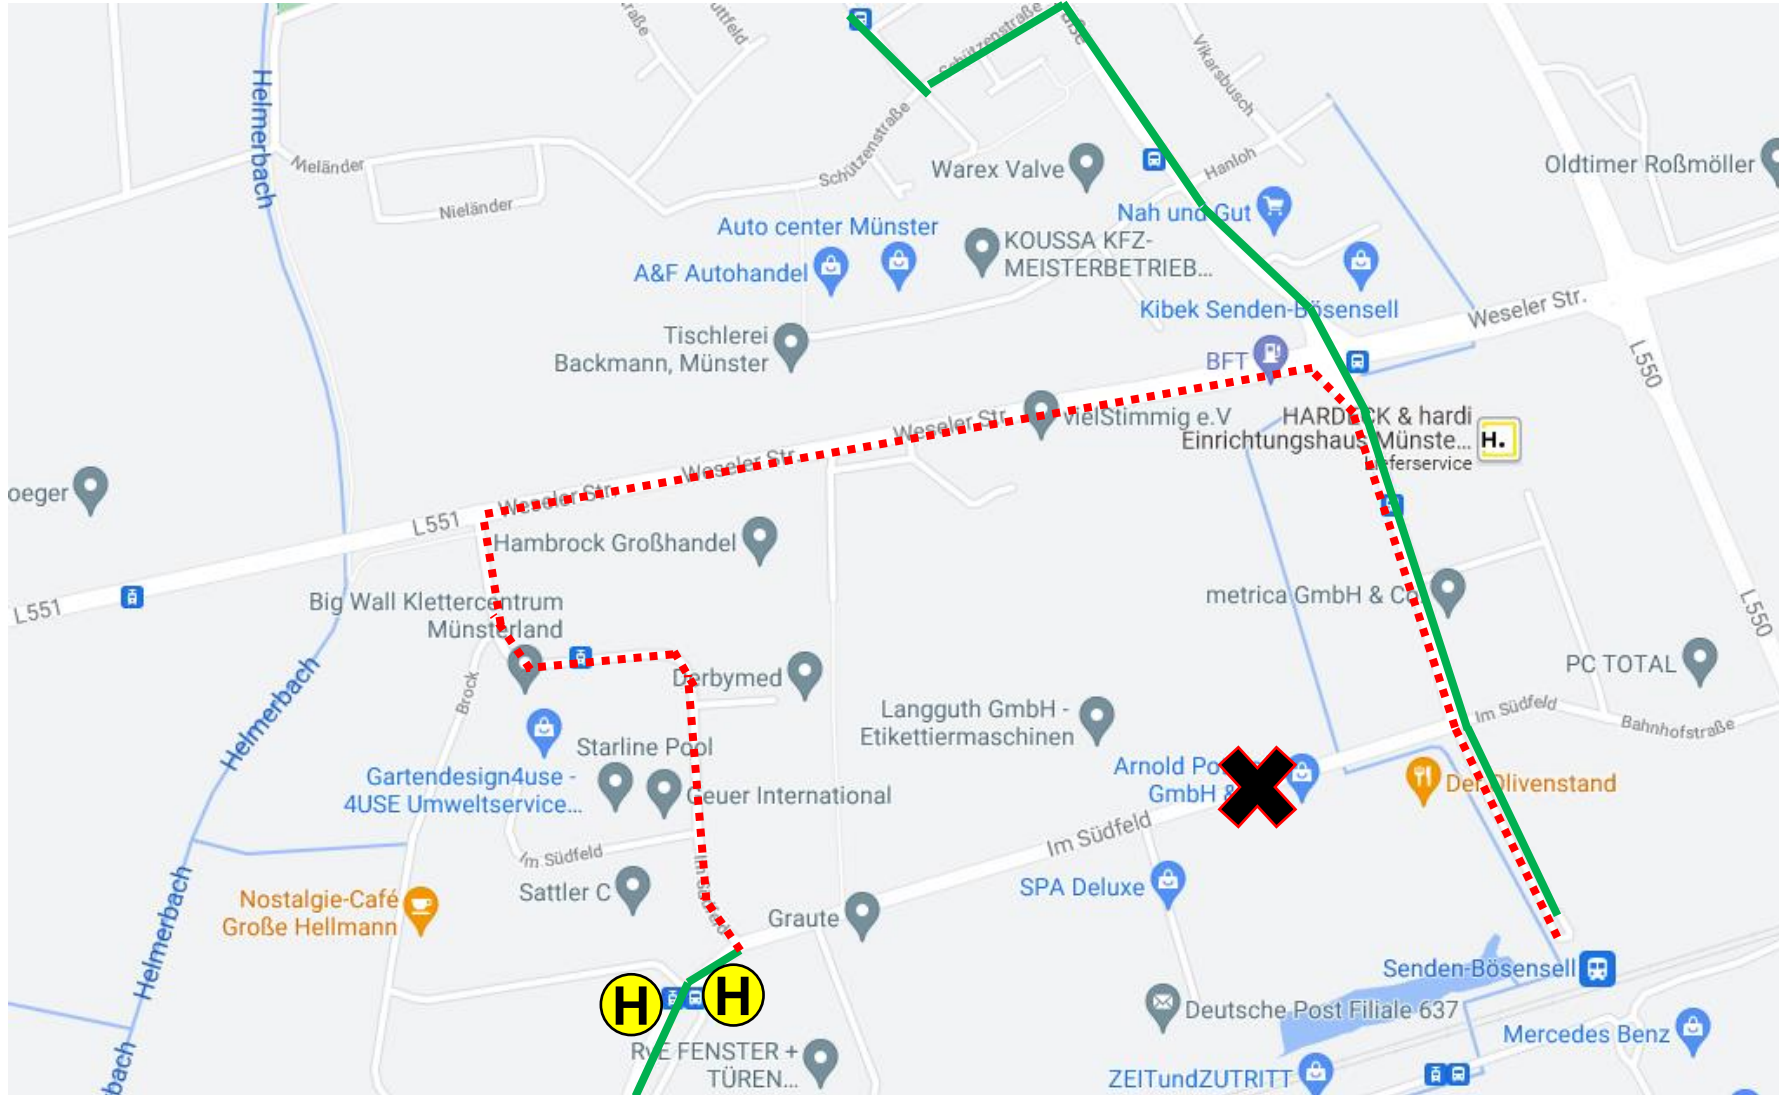 Schützenstraße
Vikarsbusch
Helmerbach
Meländer
Nieländer
Schützenstraße
Warex Valve
Hanloh
Oldtimer Roßmöller
Nah und Gut
Auto center Münster
A&F Autohandel
KOUSSA KFZ-
MEISTERBETRIEB...
Kibek Senden-Bösensell
Weseler Str.
Tischlerei
Backmann, Münster
BFT
L550
vielStimmig e.V
Weseler Str.
HARDECK & hardi
Einrichtungshaus Münste...
Lieferservice
H.
Weseler Str.
Weseler Str.
L551
oeger
Hambrock Großhandel
L551
Big Wall Klettercentrum
Münsterland
metrica GmbH & Co.
L550
Derbymed
PC TOTAL
Brock
Helmerbach
Langguth GmbH -
Etikettiermaschinen
Im Südfeld
Bahnhofstraße
Starline Pool
Gartendesign4use -
4USE Umweltservice...
Geuer International
Arnold
GmbH &
Der Olivenstand
Im Südfeld
Im Südfeld
Im Südfeld
Sattler C
SPA Deluxe
Nostalgie-Café
Große Hellmann
Graute
Helmerbach
Senden-Bösensell
H
H
Deutsche Post Filiale 637
Mercedes Benz
FENSTER +
TÜREN...
ZEITundZUTRITT
bach